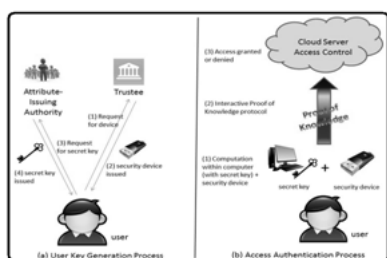 Attribute-
Issuing
Authority
Trustee
(1) Request
for device
(3) Request
for secret key
(4) secret key
issued
(2) security device
issued
user
(a) User Key Generation Process
Cloud Server
Access Control
(3) Access granted
or denied
(2) Interactive Proof of
Knowledge protocol
Proof of
Knowledge
(1) Computation
within computer
(with secret key) +
security device
secret key
+
security device
user
(b) Access Authentication Process